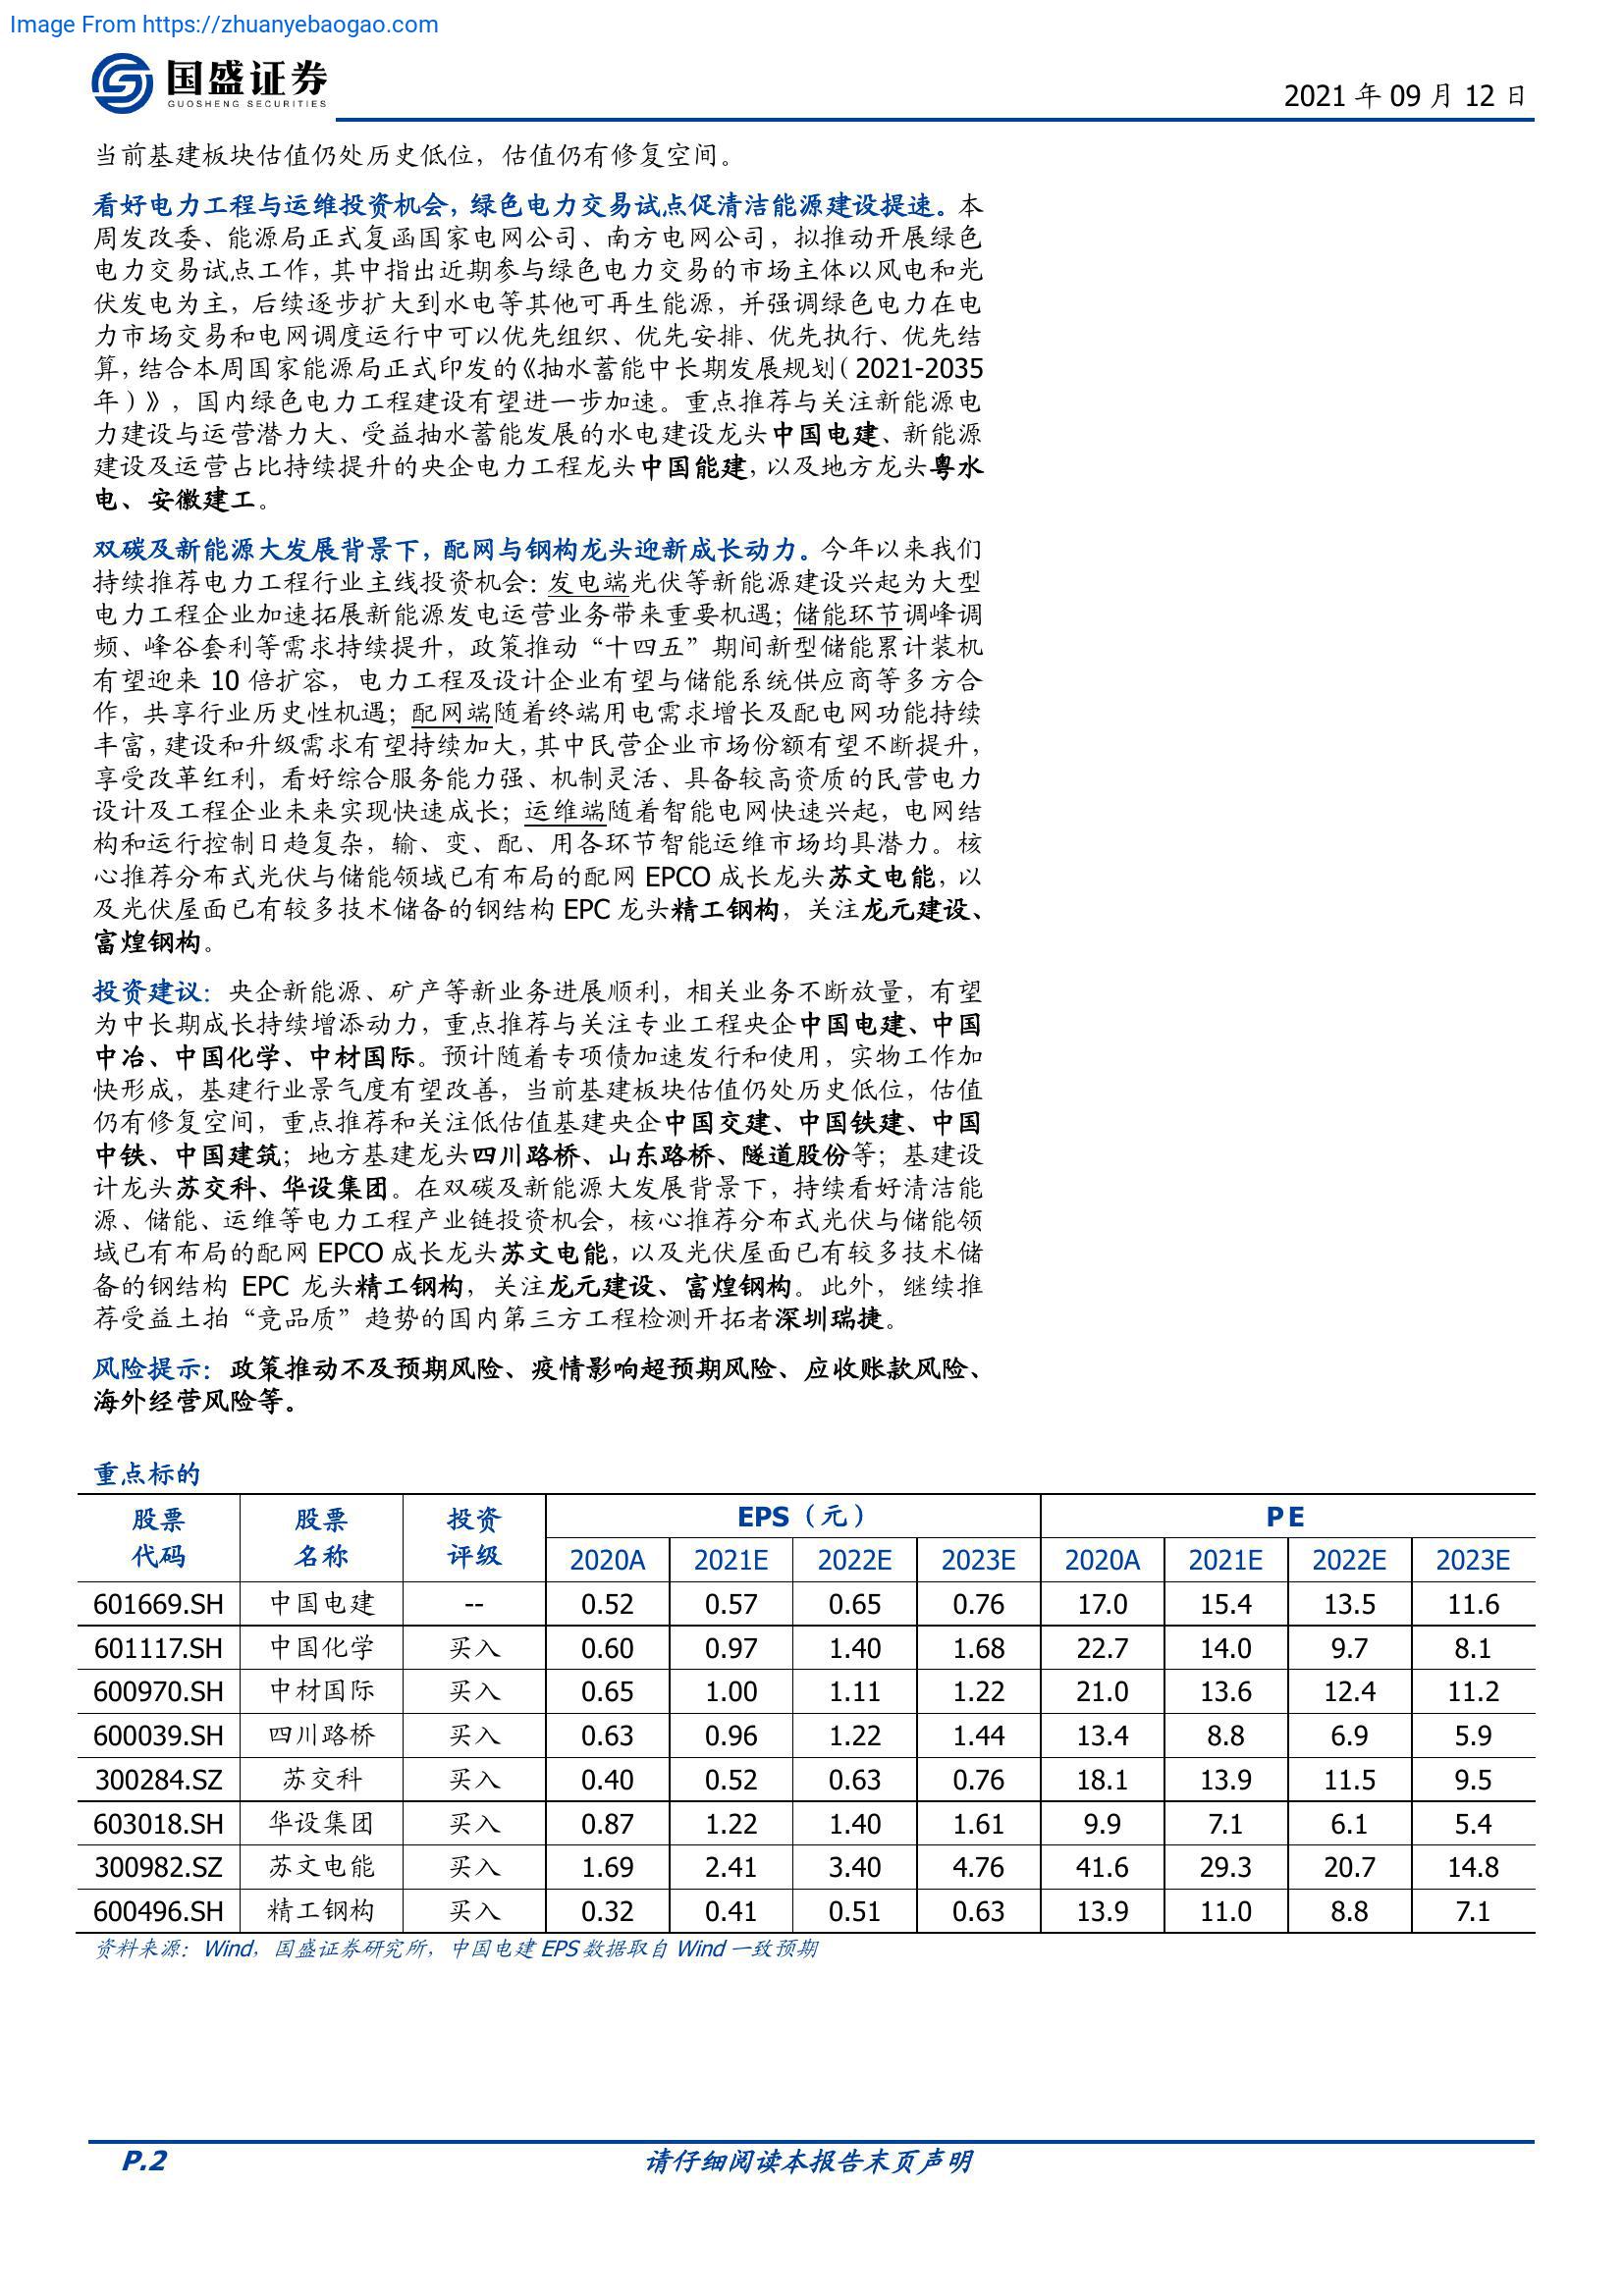 Image From https://zhuanyebaogao.com
国盛证券
GUOSHENG SECURITIES
2021 年 09 月 12 日
当前基建板块估值仍处历史低位，估值仍有修复空间。
看好电力工程与运维投资机会，绿色电力交易试点促清洁能源建设提速。本
周发改委、能源局正式复函国家电网公司、南方电网公司，拟推动开展绿色
电力交易试点工作，其中指出近期参与绿色电力交易的市场主体以风电和光
伏发电为主，后续逐步扩大到水电等其他可再生能源，并强调绿色电力在电
力市场交易和电网调度运行中可以优先组织、优先安排、优先执行、优先结
算，结合本周国家能源局正式印发的《抽水蓄能中长期发展规划（2021-2035
年）》，国内绿色电力工程建设有望进一步加速。重点推荐与关注新能源电
力建设与运营潜力大、受益抽水蓄能发展的水电建设龙头中国电建、新能源
建设及运营占比持续提升的央企电力工程龙头中国能建，以及地方龙头粤水
电、安徽建工。
双碳及新能源大发展背景下，配网与钢构龙头迎新成长动力。今年以来我们
持续推荐电力工程行业主线投资机会：发电端光伏等新能源建设兴起为大型
电力工程企业加速拓展新能源发电运营业务带来重要机遇；储能环节调峰调
频、峰谷套利等需求持续提升，政策推动“十四五”期间新型储能累计装机
有望迎来 10 倍扩容，电力工程及设计企业有望与储能系统供应商等多方合
作，共享行业历史性机遇；配网端随着终端用电需求增长及配电网功能持续
丰富，建设和升级需求有望持续加大，其中民营企业市场份额有望不断提升，
享受改革红利，看好综合服务能力强、机制灵活、具备较高资质的民营电力
设计及工程企业未来实现快速成长；运维端随着智能电网快速兴起，电网结
构和运行控制日趋复杂，输、变、配、用各环节智能运维市场均具潜力。核
心推荐分布式光伏与储能领域已有布局的配网 EPCO 成长龙头苏文电能，以
及光伏屋面已有较多技术储备的钢结构 EPC 龙头精工钢构，关注龙元建设、
富煌钢构。
投资建议：央企新能源、矿产等新业务进展顺利，相关业务不断放量，有望
为中长期成长持续增添动力，重点推荐与关注专业工程央企中国电建、中国
中冶、中国化学、中材国际。预计随着专项债加速发行和使用，实物工作加
快形成，基建行业景气度有望改善，当前基建板块估值仍处历史低位，估值
仍有修复空间，重点推荐和关注低估值基建央企中国交建、中国铁建、中国
中铁、中国建筑；地方基建龙头四川路桥、山东路桥、隧道股份等；基建设
计龙头苏交科、华设集团。在双碳及新能源大发展背景下，持续看好清洁能
源、储能、运维等电力工程产业链投资机会，核心推荐分布式光伏与储能领
域已有布局的配网 EPCO 成长龙头苏文电能，以及光伏屋面已有较多技术储
备的钢结构 EPC 龙头精工钢构，关注龙元建设、富煌钢构。此外，继续推
荐受益土拍“竞品质”趋势的国内第三方工程检测开拓者深圳瑞捷。
风险提示：政策推动不及预期风险、疫情影响超预期风险、应收账款风险、
海外经营风险等。
重点标的
股票 股票 投资 EPS（元） PE
代码 名称 评级 2020A 2021E 2022E 2023E 2020A 2021E 2022E 2023E
601669.SH 中国电建 -- 0.52 0.57 0.65 0.76 17.0 15.4 13.5 11.6
601117.SH 中国化学 买入 0.60 0.97 1.40 1.68 22.7 14.0 9.7 8.1
600970.SH 中材国际 买入 0.65 1.00 1.11 1.22 21.0 13.6 12.4 11.2
600039.SH 四川路桥 买入 0.63 0.96 1.22 1.44 13.4 8.8 6.9 5.9
300284.SZ 苏交科 买入 0.40 0.52 0.63 0.76 18.1 13.9 11.5 9.5
603018.SH 华设集团 买入 0.87 1.22 1.40 1.61 9.9 7.1 6.1 5.4
300982.SZ 苏文电能 买入 1.69 2.41 3.40 4.76 41.6 29.3 20.7 14.8
600496.SH 精工钢构 买入 0.32 0.41 0.51 0.63 13.9 11.0 8.8 7.1
资料来源：Wind，国盛证券研究所，中国电建 EPS 数据取自 Wind 一致预期
P.2
请仔细阅读本报告末页声明